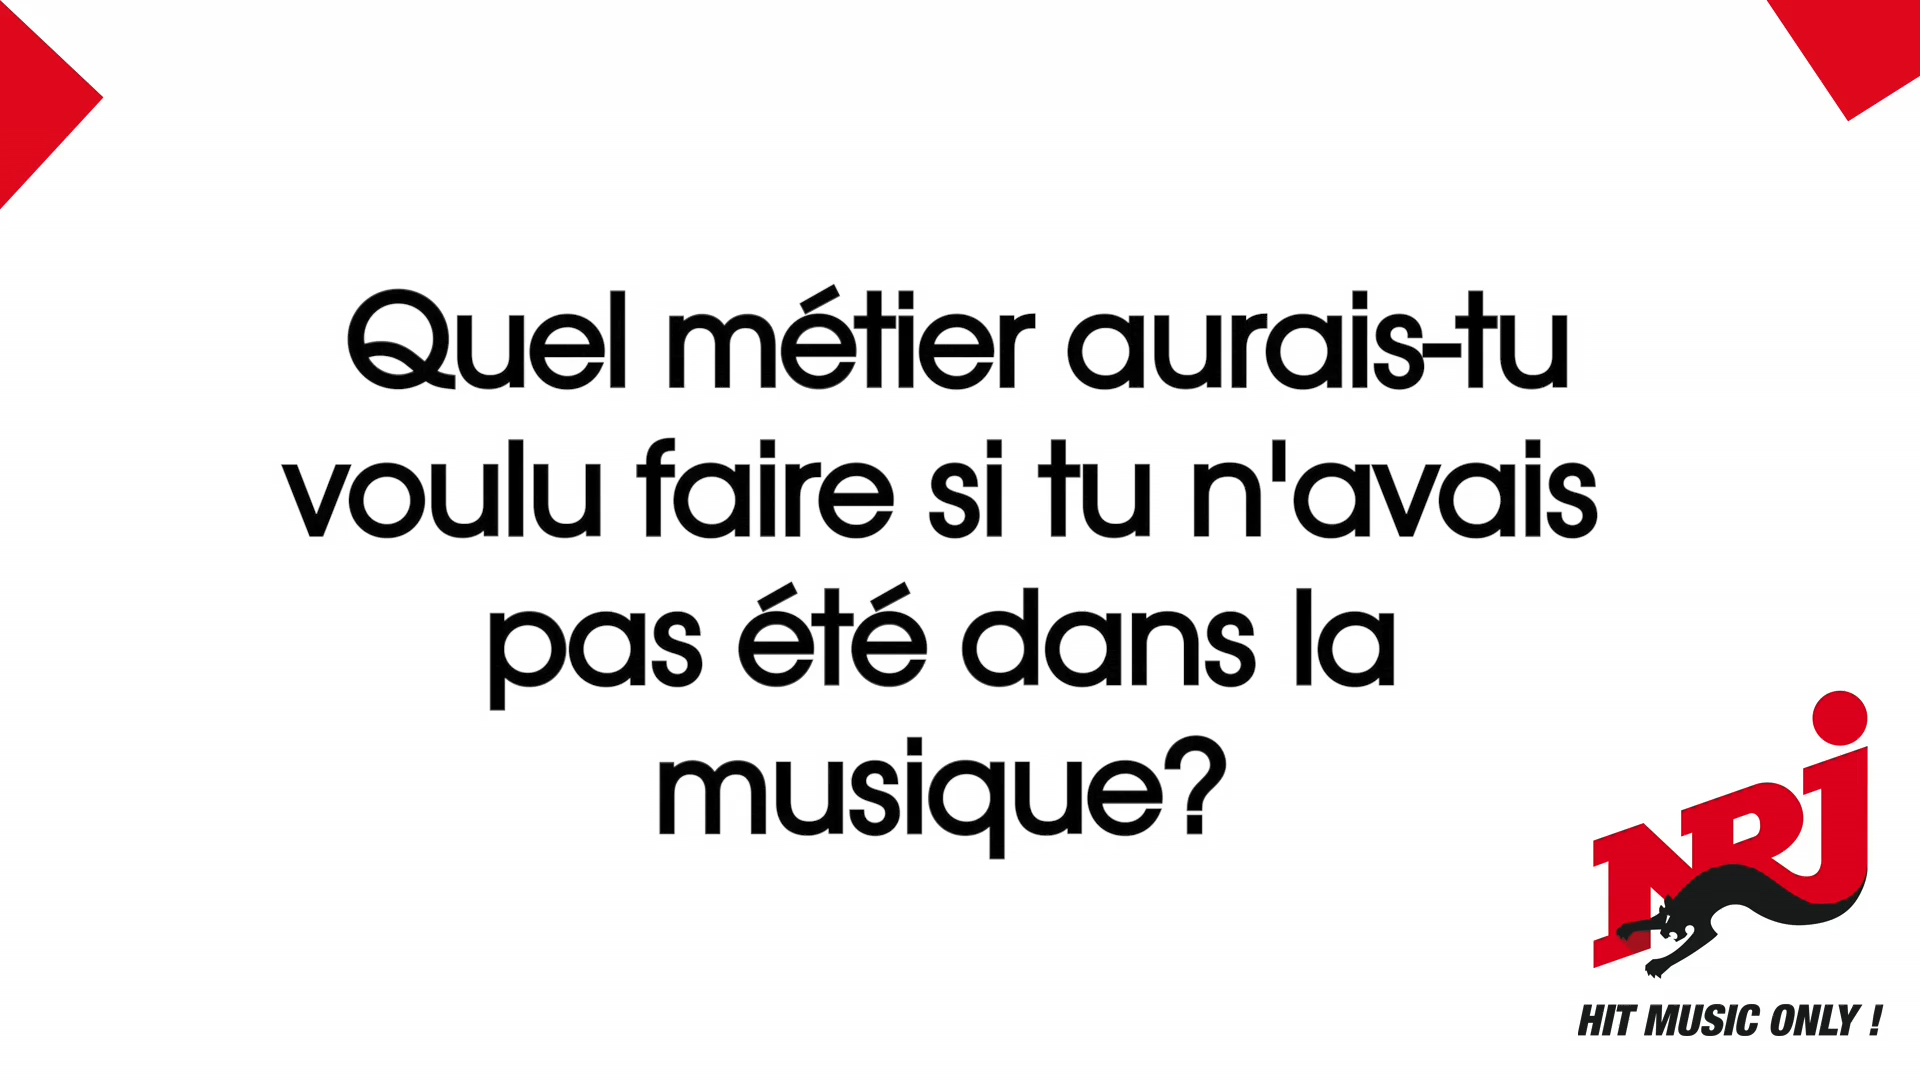 Quel métier aurais-tu
voulu faire si tu n'avais
pas été dans la
musique?
NRJ
HIT MUSIC ONLY !